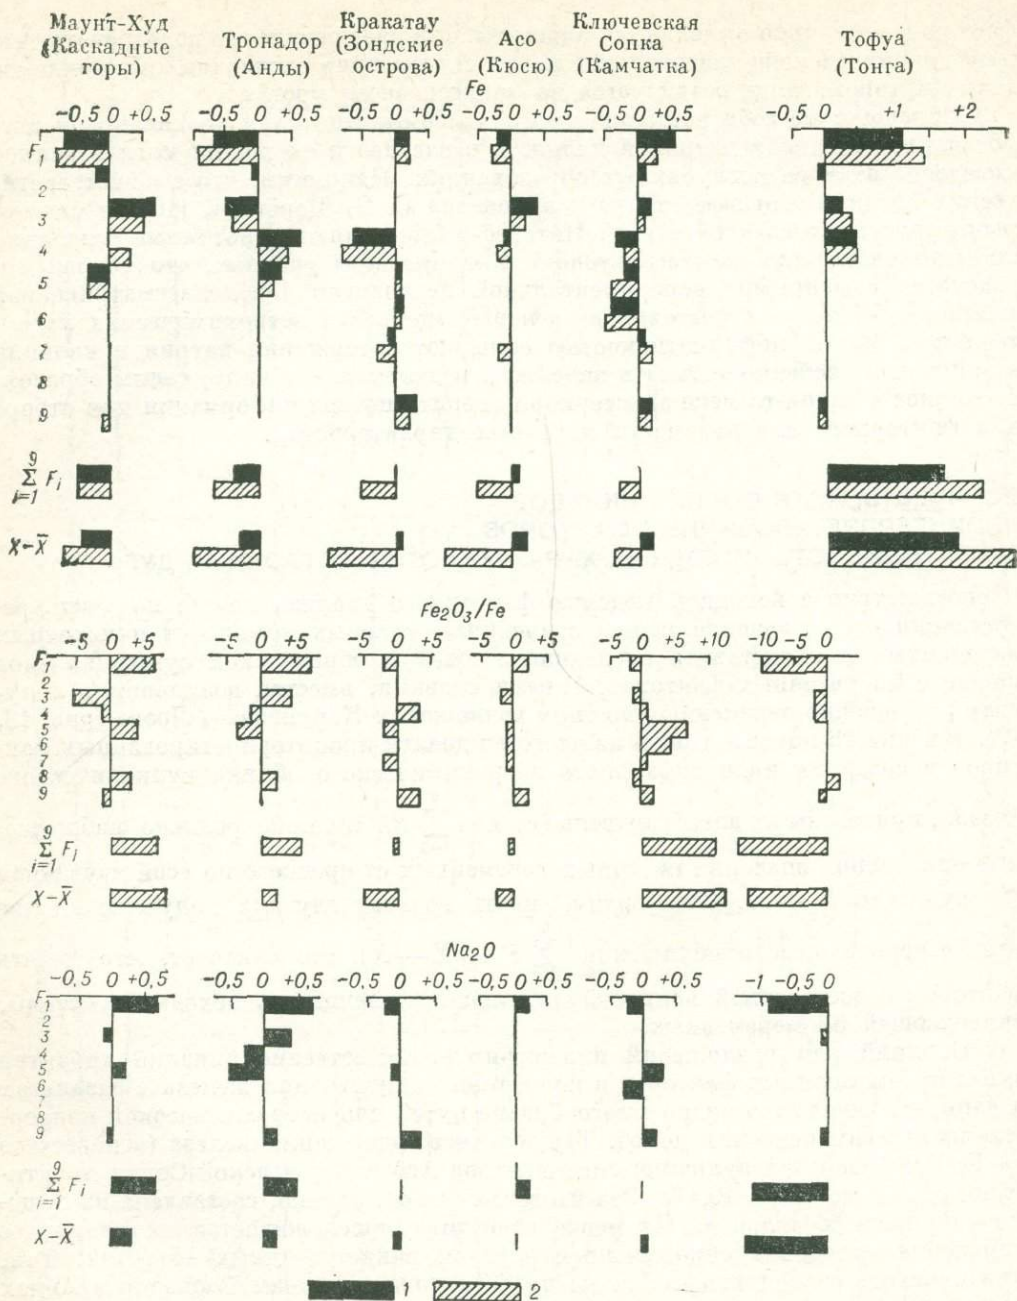 Маунт-Худ (Каскадные горы)
Тронадор (Анды)
Кракатау (Зондские острова)
Асо (Кюсю)
Ключевская Сопка (Камчатка)
Тофуа (Тонга)
Fe
-0,5 0 +0,5 -0,5 0 +0,5 -0,5 0 +0,5 -0,5 0 +0,5 -0,5 0 +0,5 0 +1 +2
F1
2
3
4
5
6
7
8
9
9
Σ Fi
i=1
X-X̄
Fe2O3/Fe
-5 0 +5 -5 0 +5 -5 0 +5 -5 0 +5 -5 0 +5 +10 -10 -5 0
F1
2
3
4
5
6
7
8
9
9
Σ Fi
i=1
X-X̄
Na2O
-0,5 0 +0,5 -0,5 0 +0,5 -0,5 0 +0,5 -0,5 0 +0,5 -0,5 0 +0,5 -1 -0,5 0
F1
2
3
4
5
6
7
8
9
9
Σ Fi
i=1
X-X̄
1 2